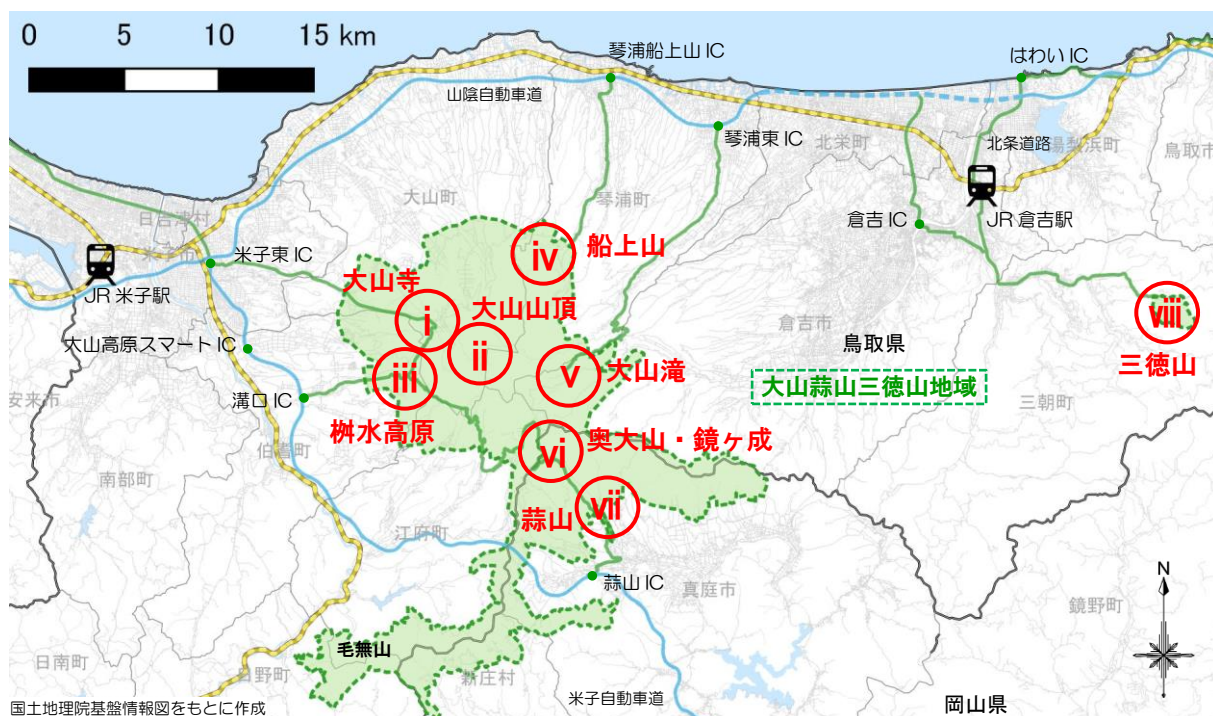 0 5 10 15 km
琴浦船上山 IC
はわい IC
山陰自動車道
琴浦東 IC
北栄町
北条道路
湯梨浜町
鳥取市
大山町
琴浦町
日吉津村
米子市
米子東 IC
倉吉 IC
JR 倉吉駅
JR 米子駅
iv
船上山
大山寺
i
大山山頂
ii
倉吉市
鳥取県
viii
三徳山
大山高原スマート IC
iii
v
大山滝
大山蒜山三徳山地域
安来市
溝口 IC
桝水高原
三朝町
伯耆町
vi
奥大山・鏡ヶ成
南部町
蒜山
vii
江府町
蒜山 IC
真庭市
N
鏡野町
毛無山
日南町
日野町
新庄村
米子自動車道
岡山県
国土地理院基盤情報図をもとに作成